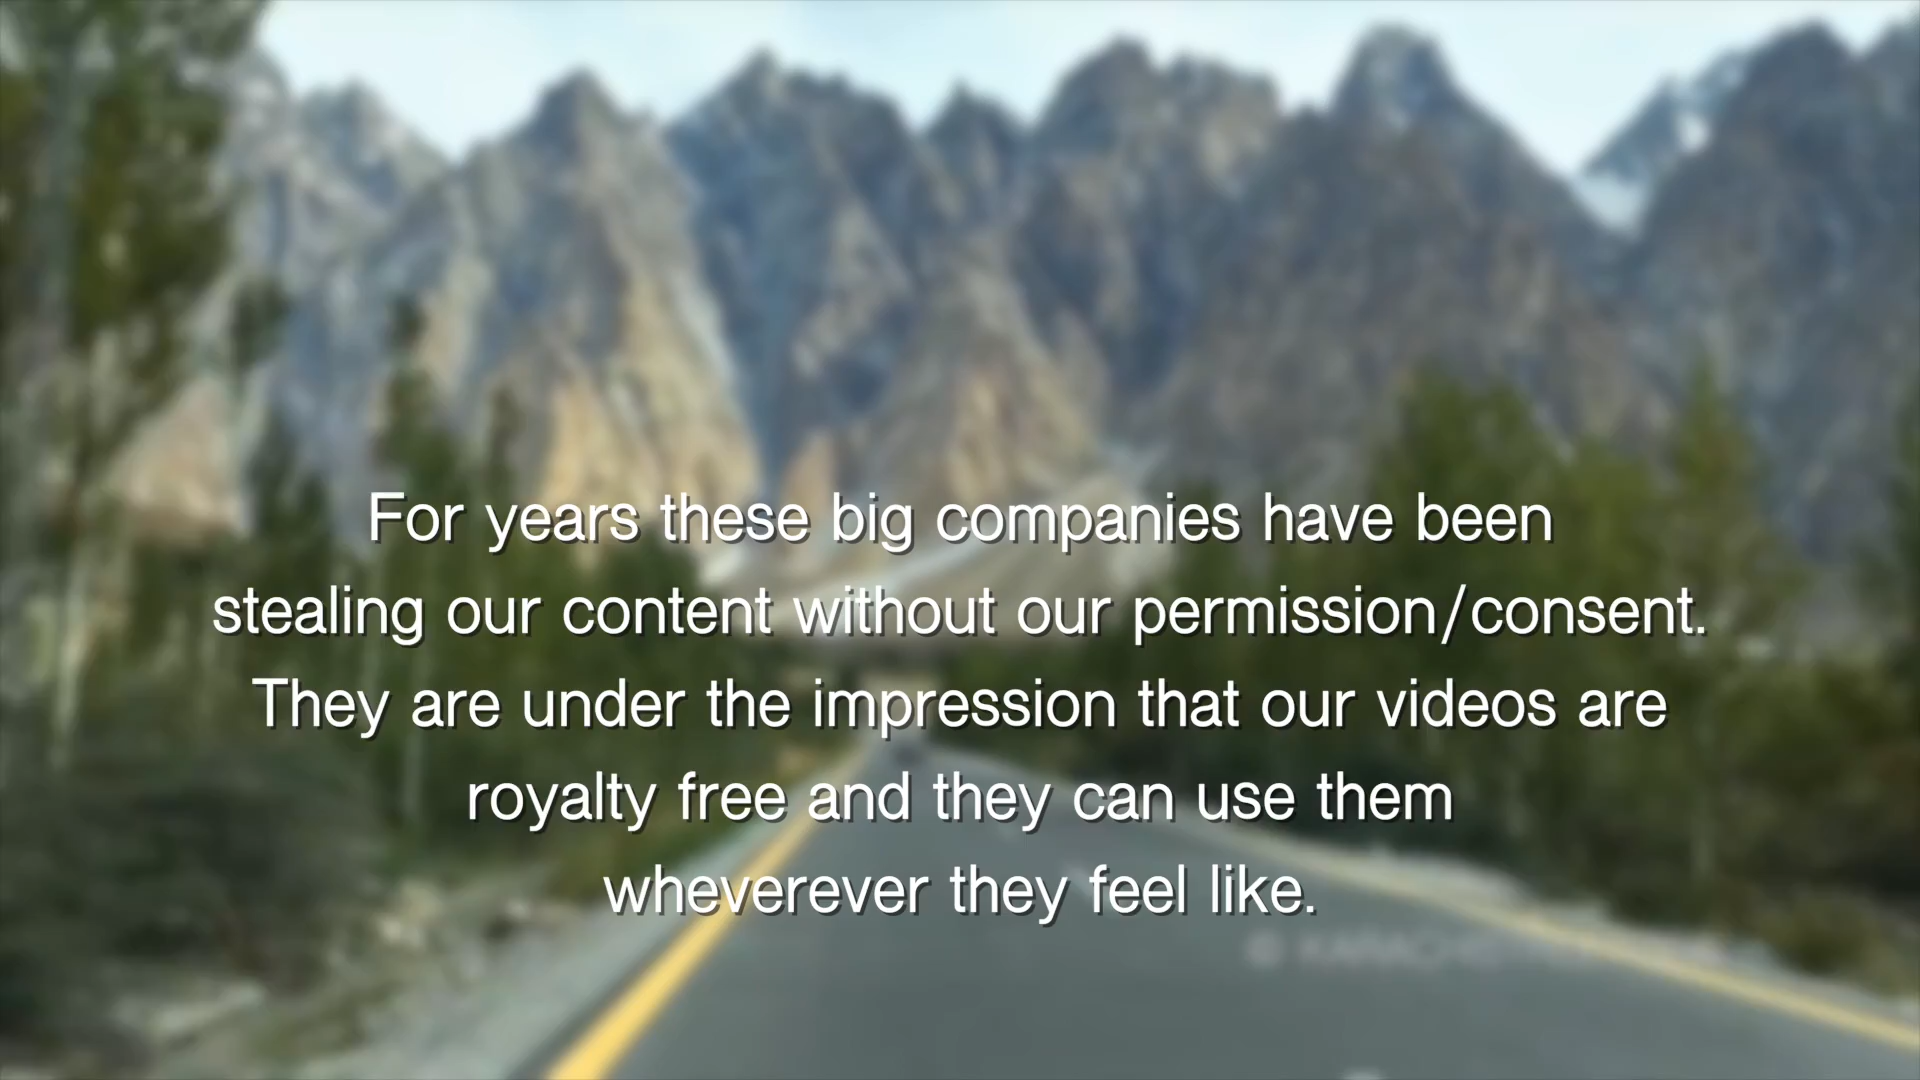 For years these big companies have been
stealing our content without our permission/consent.
They are under the impression that our videos are
royalty free and they can use them
wheverever they feel like.